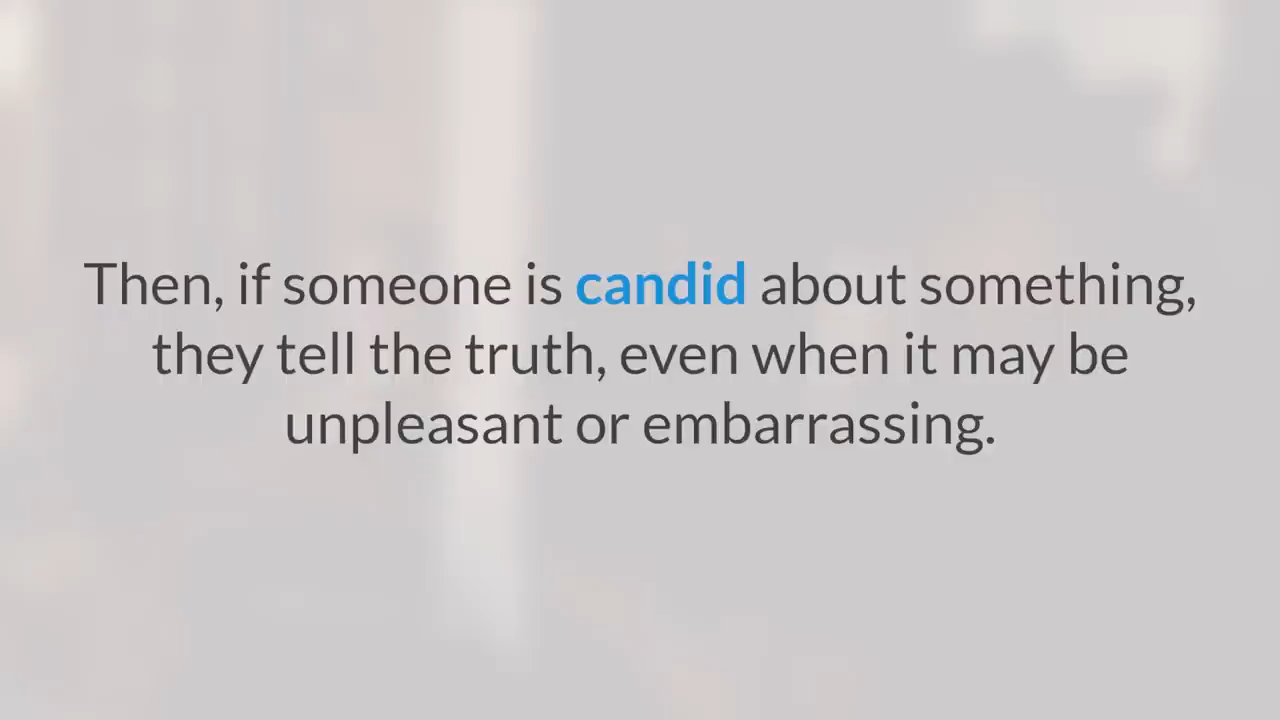 Then, if someone is candid about something,
they tell the truth, even when it may be
unpleasant or embarrassing.